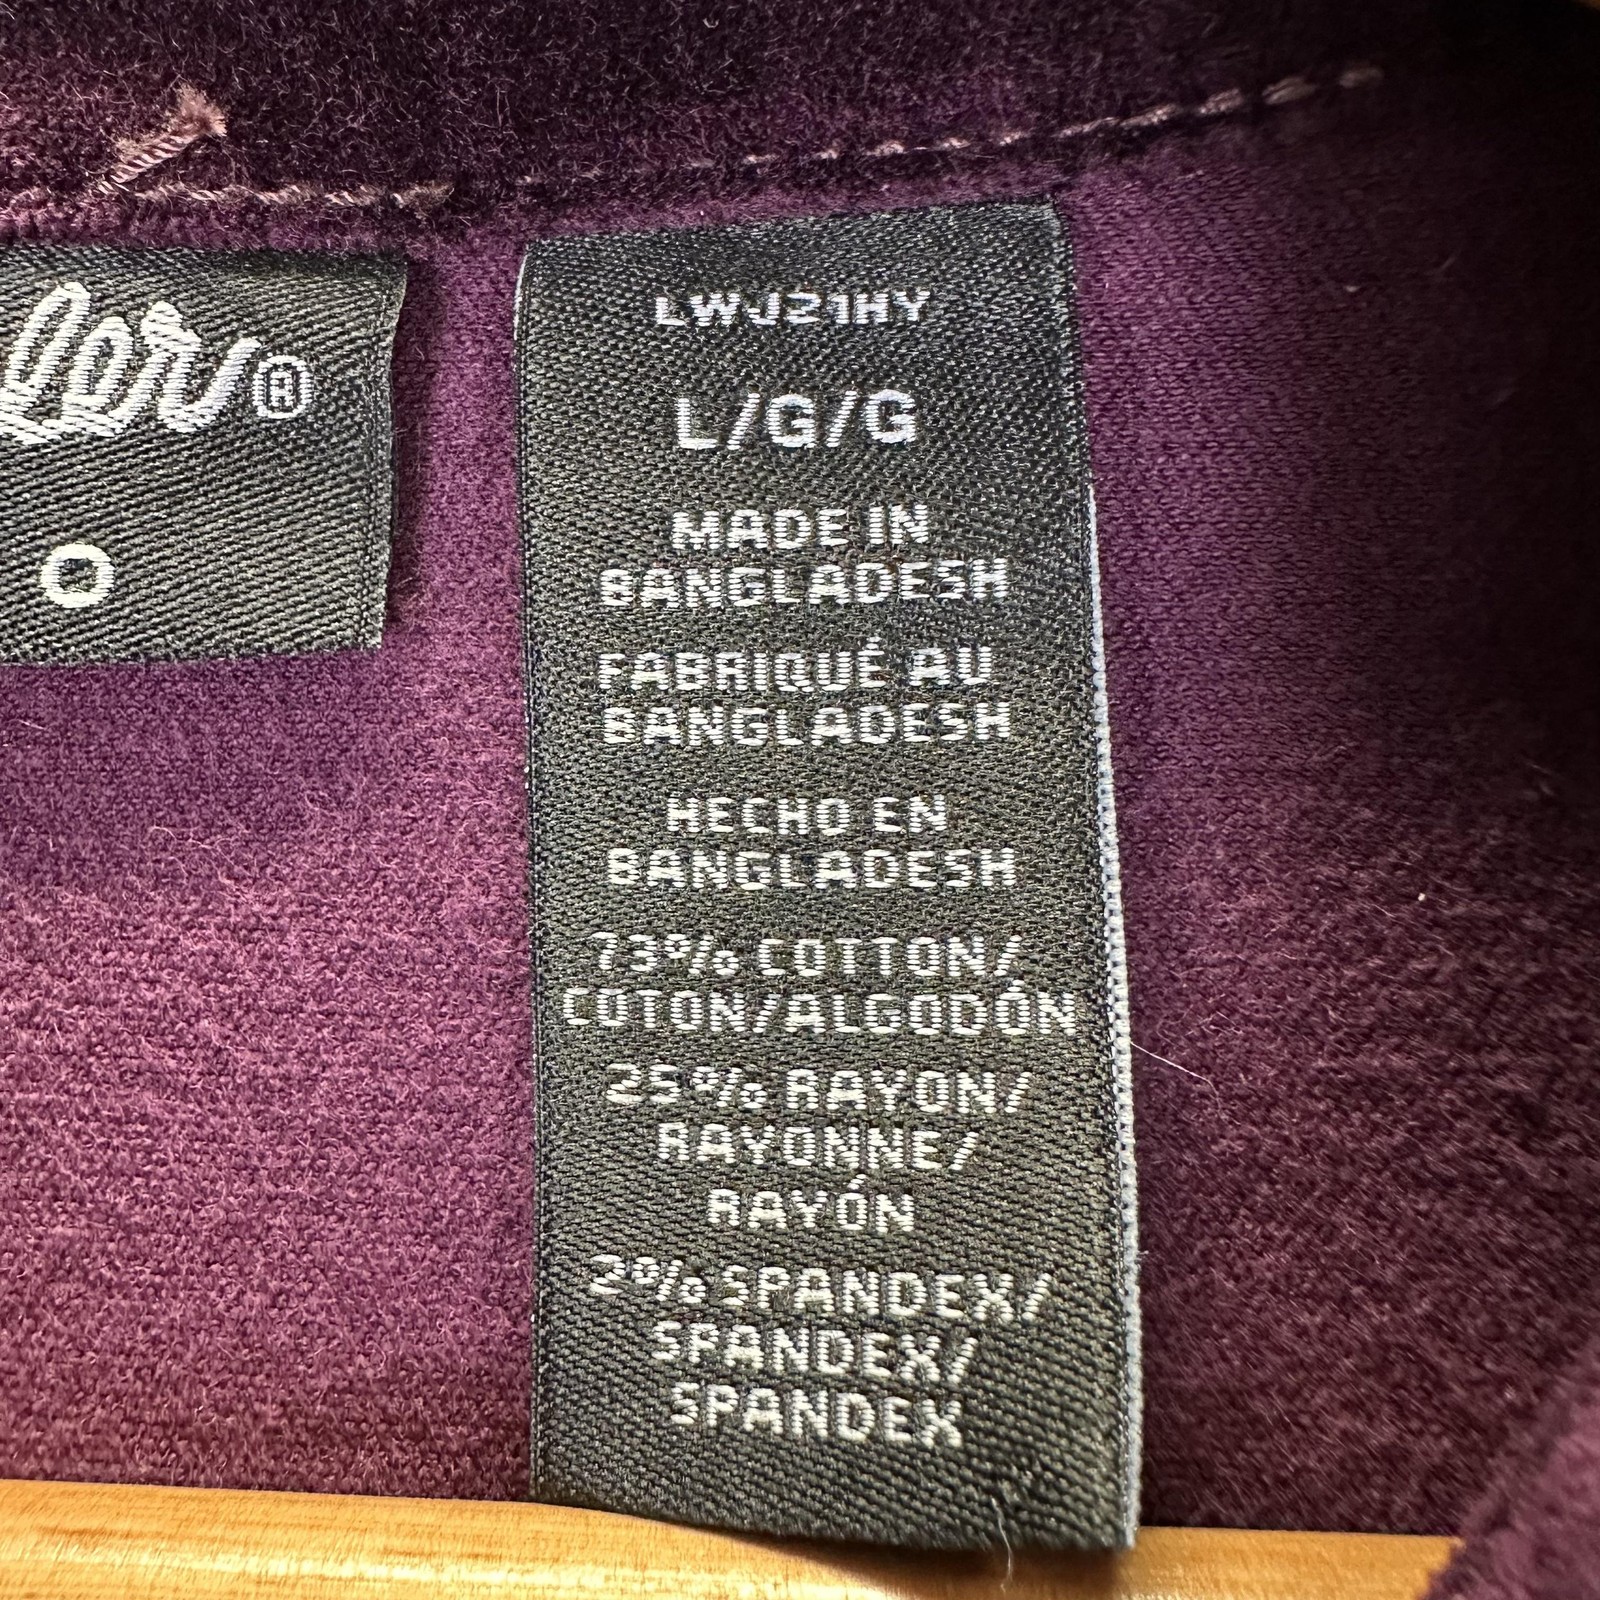 ler®
O
LWJ21HY
L/G/G
MADE IN
BANGLADESH
FABRIQUÉ AU
BANGLADESH
HECHO EN
BANGLADESH
73% COTTON/
COTON/ALGODÓN
25% RAYON/
RAYONNE/
RAYÓN
2% SPANDEX/
SPANDEX/
SPANDEX